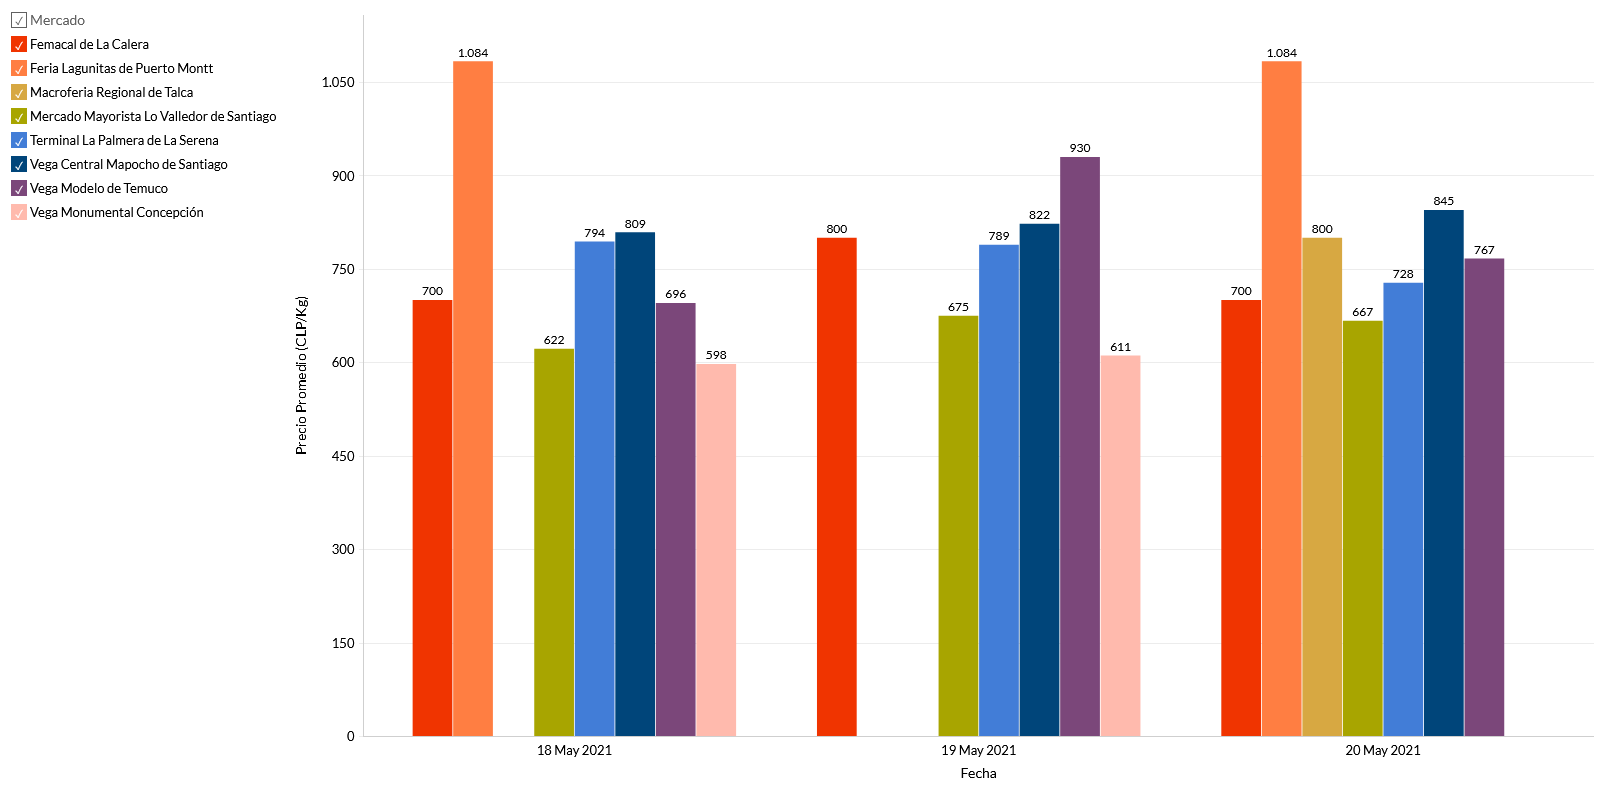 Mercado
Femacal de La Calera
Feria Lagunitas de Puerto Montt
Macroferia Regional de Talca
Mercado Mayorista Lo Valledor de Santiago
Terminal La Palmera de La Serena
Vega Central Mapocho de Santiago
Vega Modelo de Temuco
Vega Monumental Concepción
Precio Promedio (CLP/Kg)
1.050
900
750
600
450
300
150
0
700
1.084
622
794
809
696
598
800
675
789
822
930
611
700
1.084
800
667
728
845
767
18 May 2021
19 May 2021
20 May 2021
Fecha